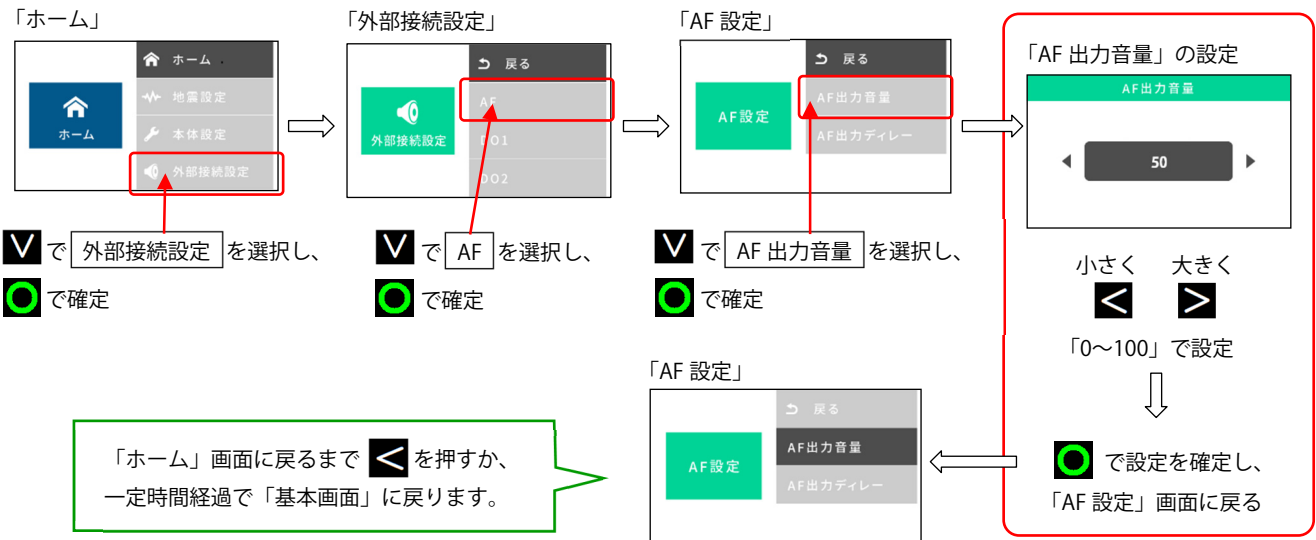 「ホーム」
ホーム
ホーム
地震設定
本体設定
外部接続設定
∨ で 外部接続設定 を選択し、
で確定
「外部接続設定」
外部接続設定
戻る
AF
DO1
DO2
∨ で AF を選択し、
で確定
「AF 設定」
AF設定
戻る
AF出力音量
AF出力ディレー
∨ で AF 出力音量 を選択し、
で確定
「AF 出力音量」の設定
AF出力音量
50
小さく 大きく
< >
「0～100」で設定
で設定を確定し、
「AF 設定」画面に戻る
「AF 設定」
AF設定
戻る
AF出力音量
AF出力ディレー
「ホーム」画面に戻るまで < を押すか、
一定時間経過で「基本画面」に戻ります。